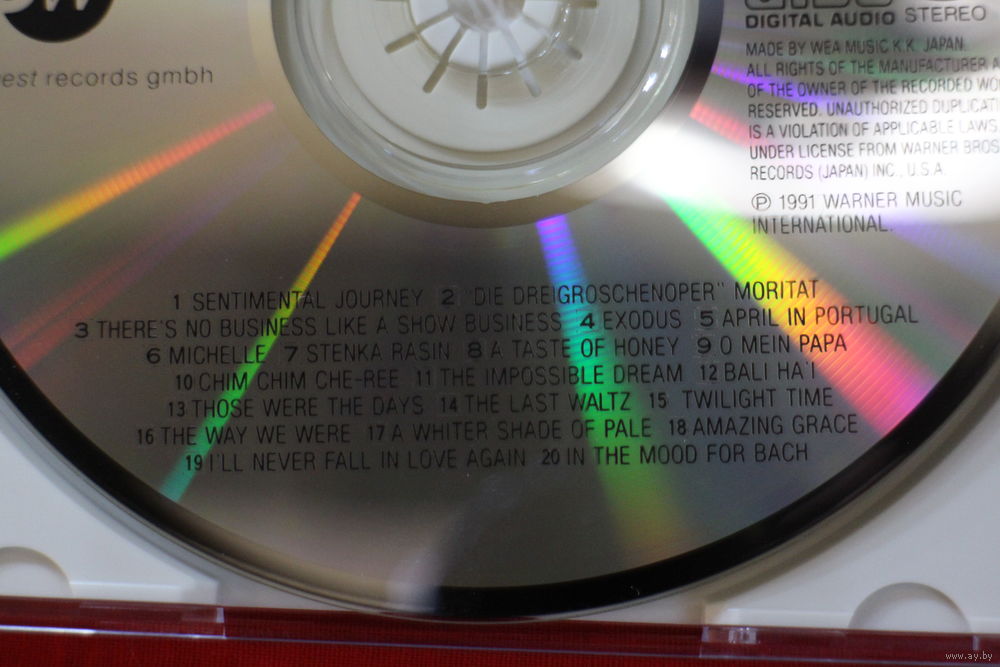 est records gmbh
DIGITAL AUDIO STEREO
MADE BY WEA MUSIC K.K. JAPAN.
ALL RIGHTS OF THE MANUFACTURER A
OF THE OWNER OF THE RECORDED WO
RESERVED. UNAUTHORIZED DUPLICATI
IS A VIOLATION OF APPLICABLE LAWS.
UNDER LICENSE FROM WARNER BROS
RECORDS (JAPAN) INC., U.S.A.
Ⓟ 1991 WARNER MUSIC
INTERNATIONAL.
1 SENTIMENTAL JOURNEY 2 "DIE DREIGROSCHENOPER" MORITAT
3 THERE'S NO BUSINESS LIKE A SHOW BUSINESS 4 EXODUS 5 APRIL IN PORTUGAL
6 MICHELLE 7 STENKA RASIN 8 A TASTE OF HONEY 9 O MEIN PAPA
10 CHIM CHIM CHE-REE 11 THE IMPOSSIBLE DREAM 12 BALI HA'I
13 THOSE WERE THE DAYS 14 THE LAST WALTZ 15 TWILIGHT TIME
16 THE WAY WE WERE 17 A WHITER SHADE OF PALE 18 AMAZING GRACE
19 I'LL NEVER FALL IN LOVE AGAIN 20 IN THE MOOD FOR BACH
www.ay.by